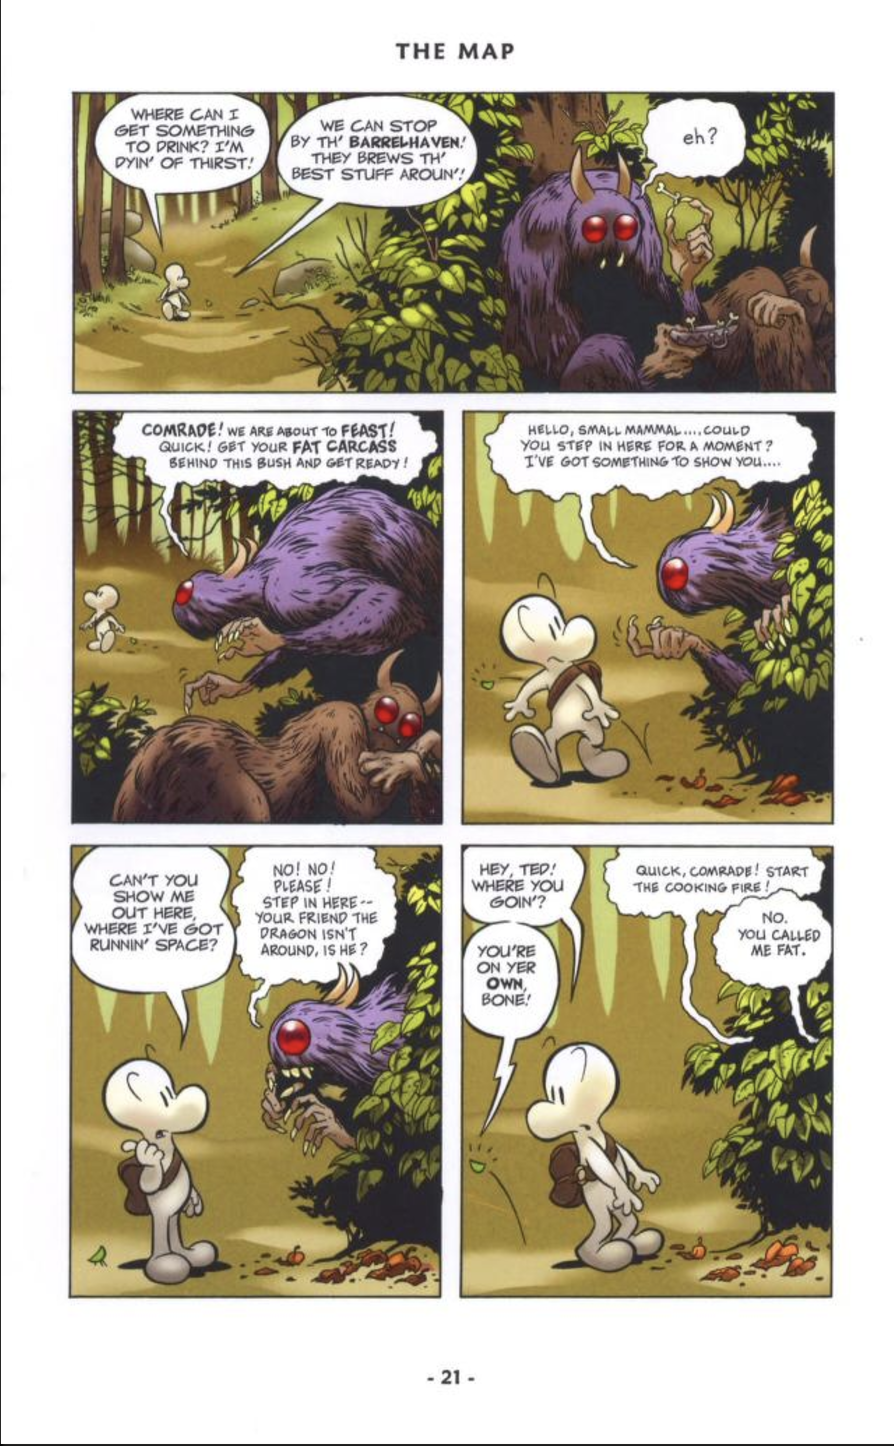 THE MAP
WHERE CAN I
GET SOMETHING
TO DRINK? I'M
DYIN' OF THIRST!
WE CAN STOP
BY TH' BARRELHAVEN!
THEY BREWS TH'
BEST STUFF AROUN'!
eh?
COMRADE! WE ARE ABOUT TO FEAST!
QUICK! GET YOUR FAT CARCASS
BEHIND THIS BUSH AND GET READY!
HELLO, SMALL MAMMAL....COULD
YOU STEP IN HERE FOR A MOMENT?
I'VE GOT SOMETHING TO SHOW YOU....
CAN'T YOU
SHOW ME
OUT HERE,
WHERE I'VE GOT
RUNNIN' SPACE?
NO! NO!
PLEASE!
STEP IN HERE--
YOUR FRIEND THE
DRAGON ISN'T
AROUND, IS HE?
HEY, TED!
WHERE YOU
GOIN'?
YOU'RE
ON YER
OWN,
BONE!
QUICK, COMRADE! START
THE COOKING FIRE!
NO.
YOU CALLED
ME FAT.
- 21 -